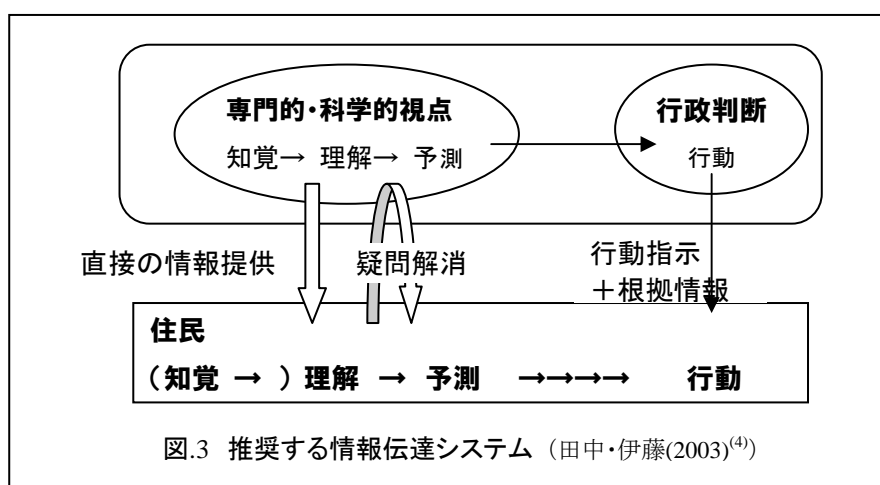 専門的・科学的視点
知覚→ 理解→ 予測
行政判断
行動
直接の情報提供
疑問解消
行動指示
＋根拠情報
住民
（知覚 → ）理解 → 予測 →→→→ 行動
図.3 推奨する情報伝達システム（田中・伊藤(2003)(4)）